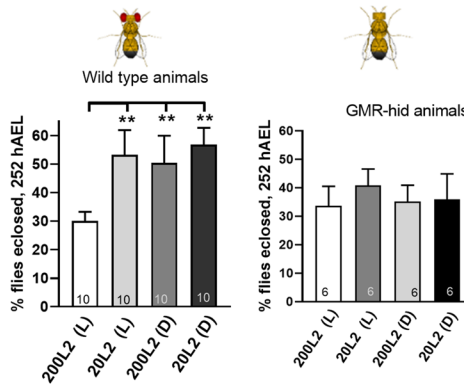 Wild type animals
** ** **
% flies eclosed, 252 hAEL
60
50
40
30
20
10
0
10 10 10 10
200L2 (L)
20L2 (L)
200L2 (D)
20L2 (D)
GMR-hid animals
% flies eclosed, 252 hAEL
60
50
40
30
20
10
0
6 6 6 6
200L2 (L)
20L2 (L)
200L2 (D)
20L2 (D)